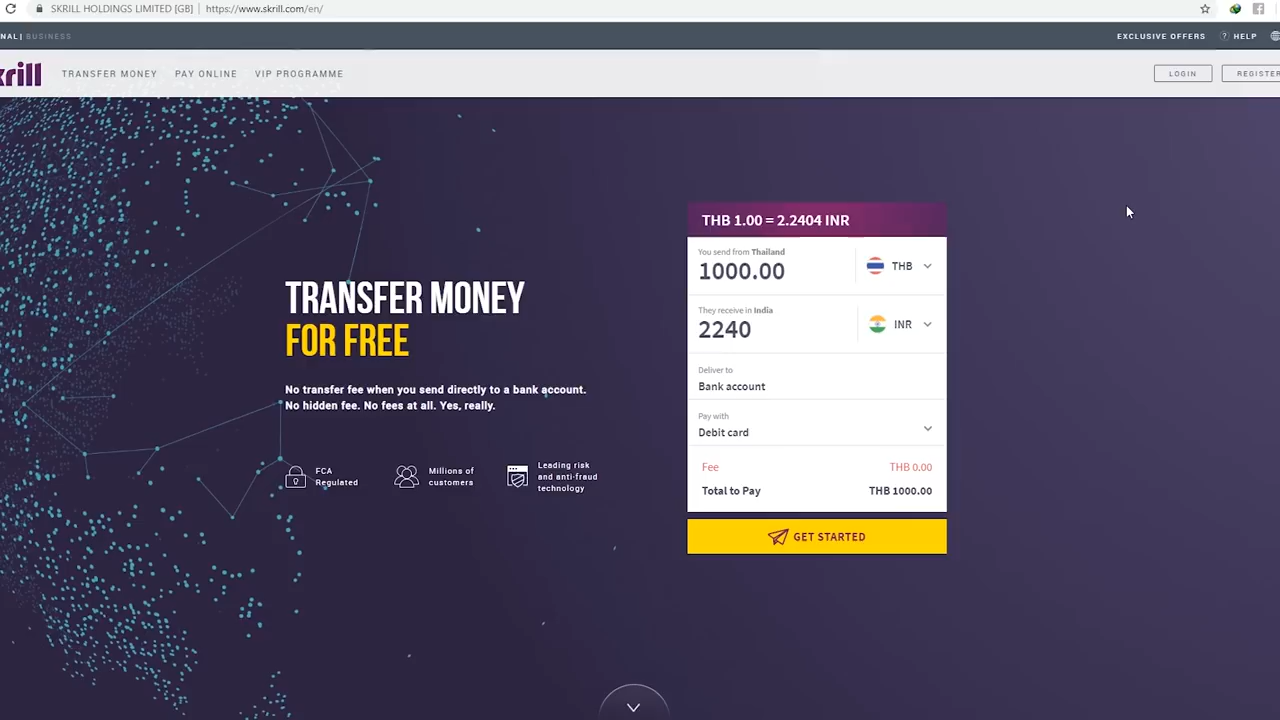 SKRILL HOLDINGS LIMITED [GB] | https://www.skrill.com/en/
NAL | BUSINESS
EXCLUSIVE OFFERS ? HELP
krill
TRANSFER MONEY PAY ONLINE VIP PROGRAMME
LOGIN REGISTER
THB 1.00 = 2.2404 INR
You send from Thailand
1000.00 THB
They receive in India
2240 INR
Deliver to
Bank account
Pay with
Debit card
Fee THB 0.00
Total to Pay THB 1000.00
GET STARTED
TRANSFER MONEY
FOR FREE
No transfer fee when you send directly to a bank account.
No hidden fee. No fees at all. Yes, really.
FCA
Regulated
Millions of
customers
Leading risk
and anti-fraud
technology